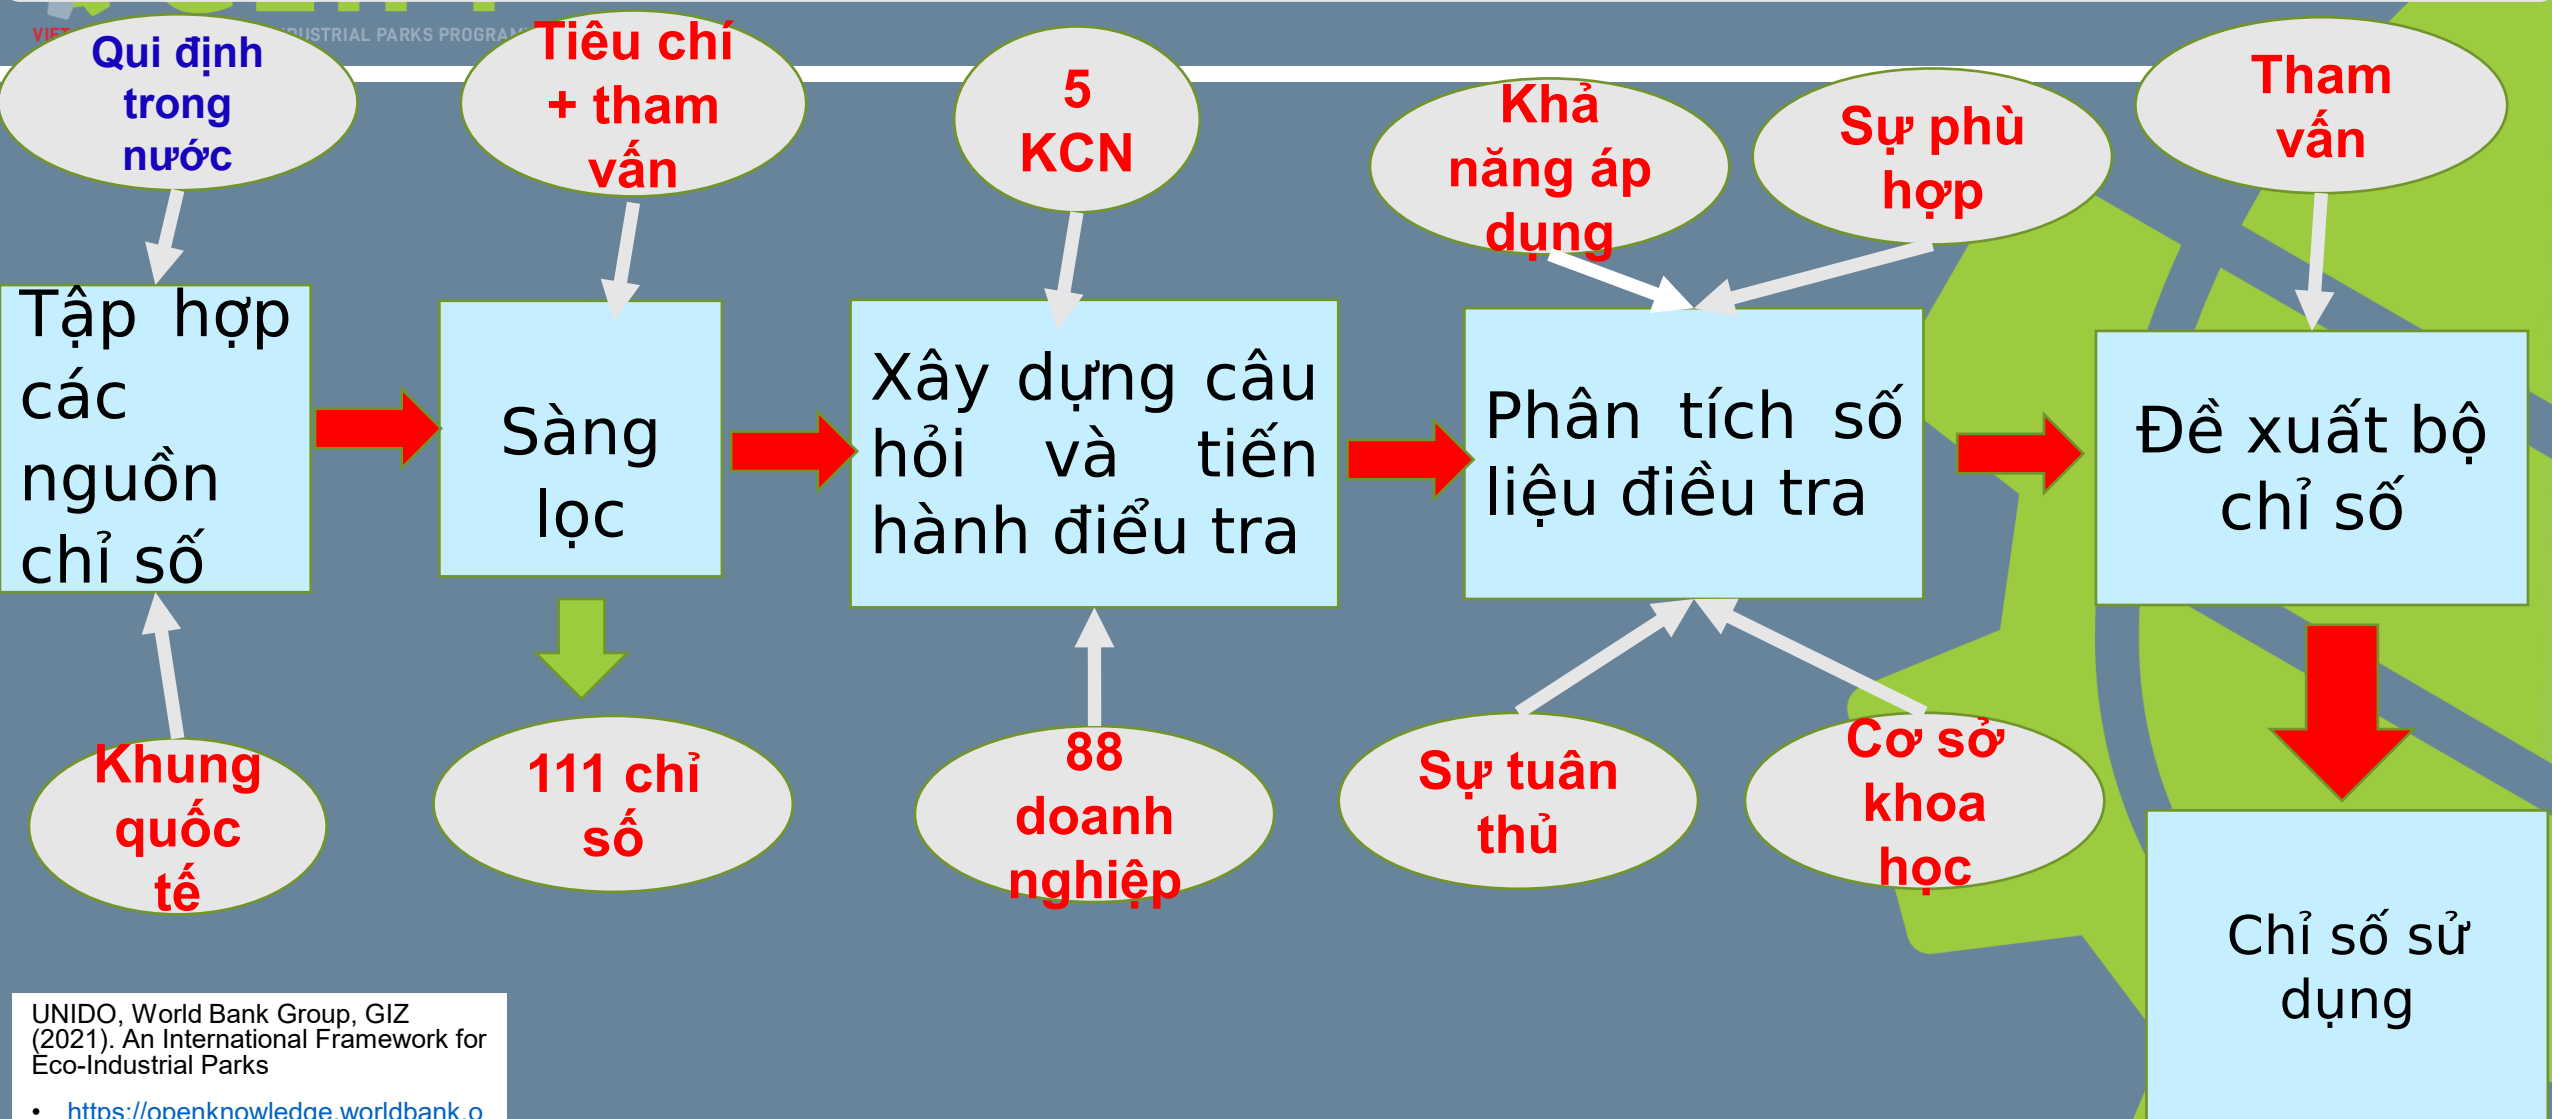 INDUSTRIAL PARKS PROGRAM
Qui định
trong
nước
Tiêu chí
+ tham
vấn
5
KCN
Khả
năng áp
dụng
Sự phù
hợp
Tham
vấn
Tập hợp
các
nguồn
chỉ số
Sàng
lọc
Xây dựng câu
hỏi và tiến
hành điểu tra
Phân tích số
liệu điều tra
Đề xuất bộ
chỉ số
Khung
quốc
tế
111 chỉ
số
88
doanh
nghiệp
Sự tuân
thủ
Cơ sở
khoa
học
Chỉ số sử
dụng
UNIDO, World Bank Group, GIZ
(2021). An International Framework for
Eco-Industrial Parks
• https://openknowledge.worldbank.o